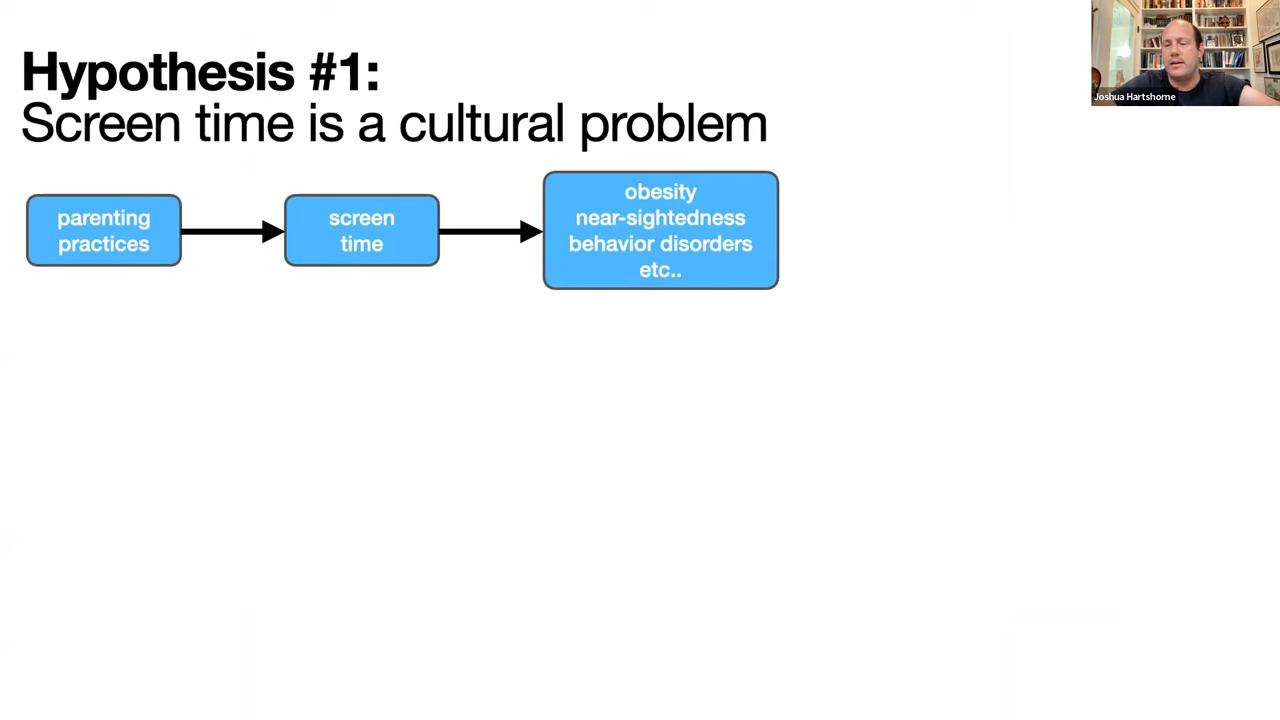 Hypothesis #1:
Screen time is a cultural problem
parenting
practices
screen
time
obesity
near-sightedness
behavior disorders
etc..
Joshua Hartshorne